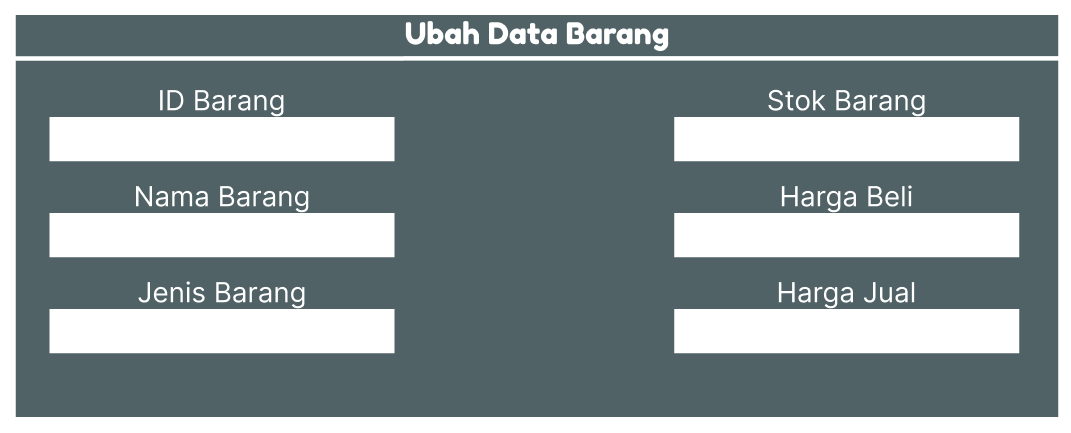 Ubah Data Barang
ID Barang
Stok Barang
Nama Barang
Harga Beli
Jenis Barang
Harga Jual